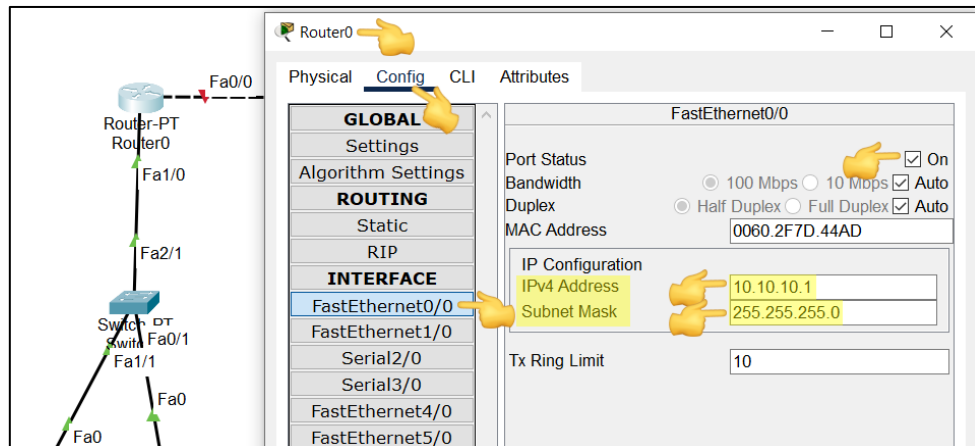 Router0
Physical Config CLI Attributes
Fa0/0
Router-PT
Router0
Fa1/0
Fa2/1
Switch-PT
Switc
Fa0/1
Fa1/1
Fa0
Fa0
GLOBAL
Settings
Algorithm Settings
ROUTING
Static
RIP
INTERFACE
FastEthernet0/0
FastEthernet1/0
Serial2/0
Serial3/0
FastEthernet4/0
FastEthernet5/0
FastEthernet0/0
Port Status On
Bandwidth 100 Mbps 10 Mbps Auto
Duplex Half Duplex Full Duplex Auto
MAC Address 0060.2F7D.44AD
IP Configuration
IPv4 Address 10.10.10.1
Subnet Mask 255.255.255.0
Tx Ring Limit 10